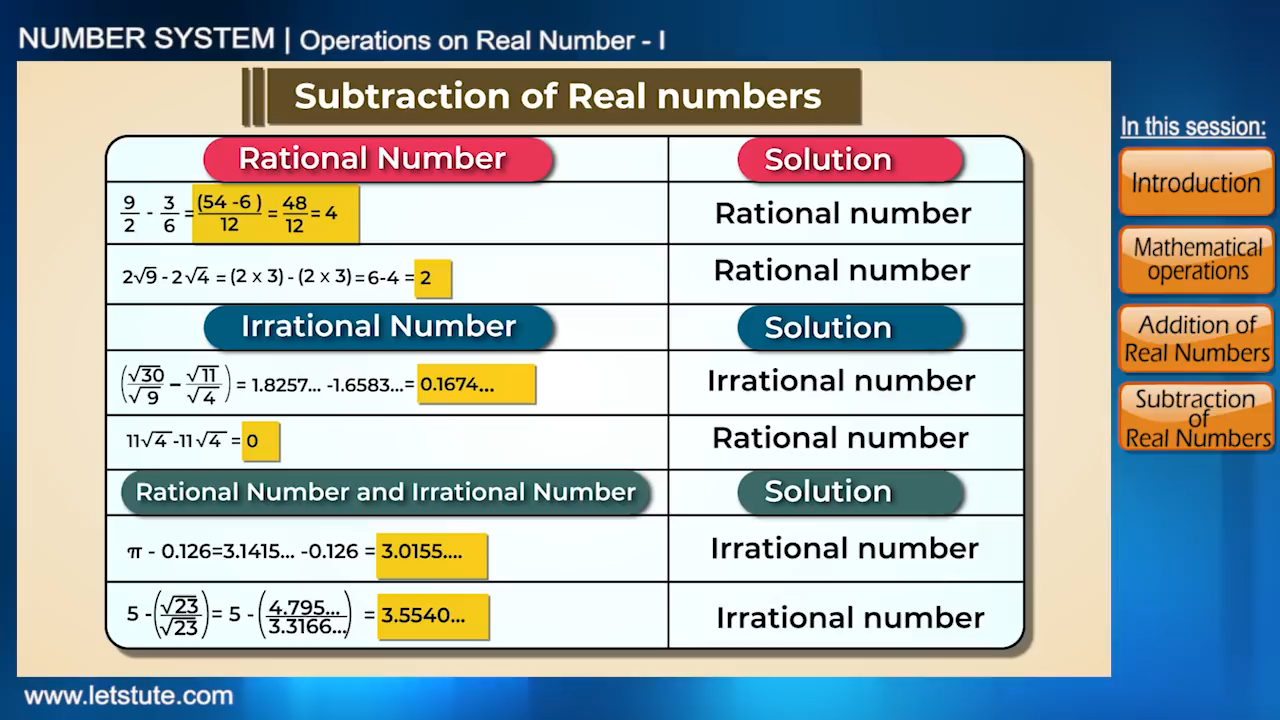 NUMBER SYSTEM | Operations on Real Number - I
Subtraction of Real numbers
Rational Number Solution
9/2 - 3/6 = (54 -6 )/12 = 48/12 = 4 Rational number
2√9 - 2√4 = (2 x 3) - (2 x 3) = 6-4 = 2 Rational number
Irrational Number Solution
(√30/√9 – √11/√4) = 1.8257... -1.6583...= 0.1674... Irrational number
11√4 -11√4 = 0 Rational number
Rational Number and Irrational Number Solution
π - 0.126=3.1415... -0.126 = 3.0155.... Irrational number
5 -(√23/√23)= 5 - (4.795.../3.3166...) = 3.5540... Irrational number
In this session:
Introduction
Mathematical
operations
Addition of
Real Numbers
Subtraction
of
Real Numbers
www.letstute.com